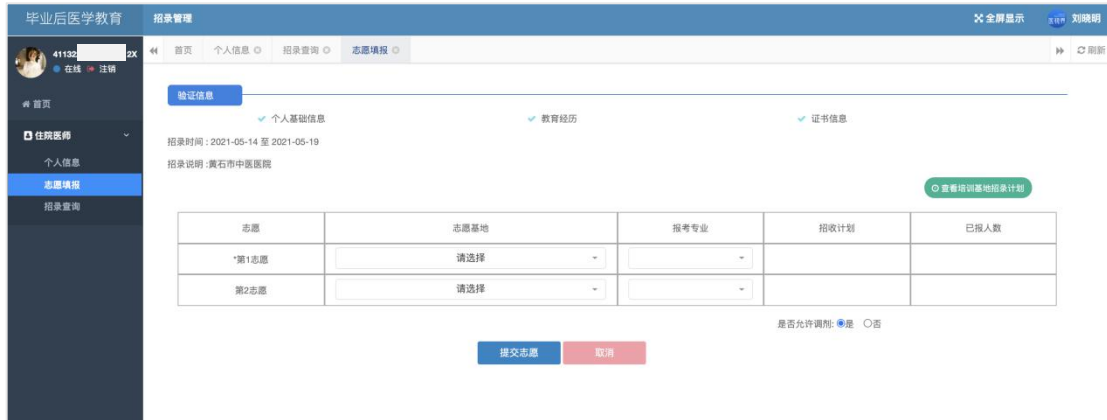 毕业后医学教育 招录管理 全屏显示 刘晓明
41132 2X
在线 注销
首页 个人信息 招录查询 志愿填报 刷新
首页
住院医师
个人信息
志愿填报
招录查询
验证信息
个人基础信息 教育经历 证书信息
招录时间 : 2021-05-14 至 2021-05-19
招录说明 :黄石市中医医院
查看培训基地招录计划
志愿 志愿基地 报考专业 招收计划 已报人数
*第1志愿 请选择
第2志愿 请选择
是否允许调剂: 是 否
提交志愿 取消